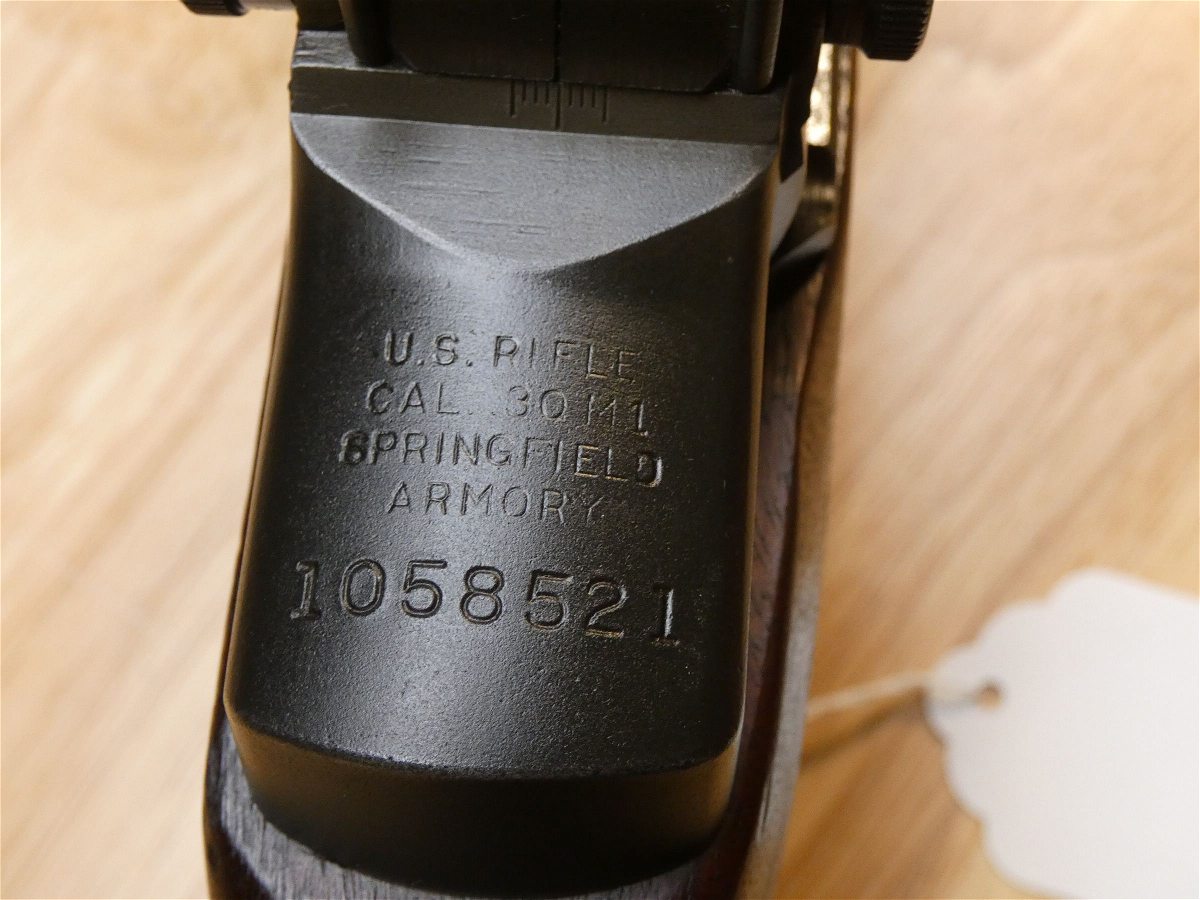 U.S. RIFLE
CAL. .30 M1
SPRINGFIELD
ARMORY
1058521